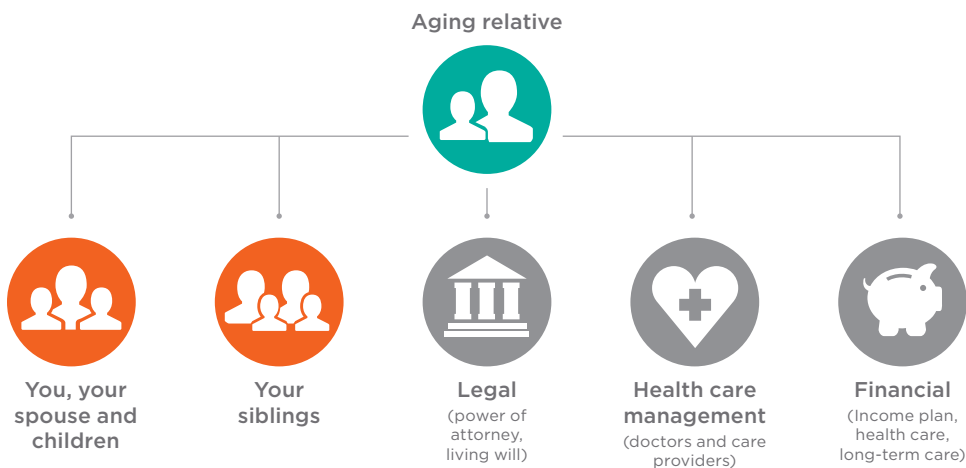 Aging relative
You, your
spouse and
children
Your
siblings
Legal
(power of
attorney,
living will)
Health care
management
(doctors and care
providers)
Financial
(Income plan,
health care,
long-term care)